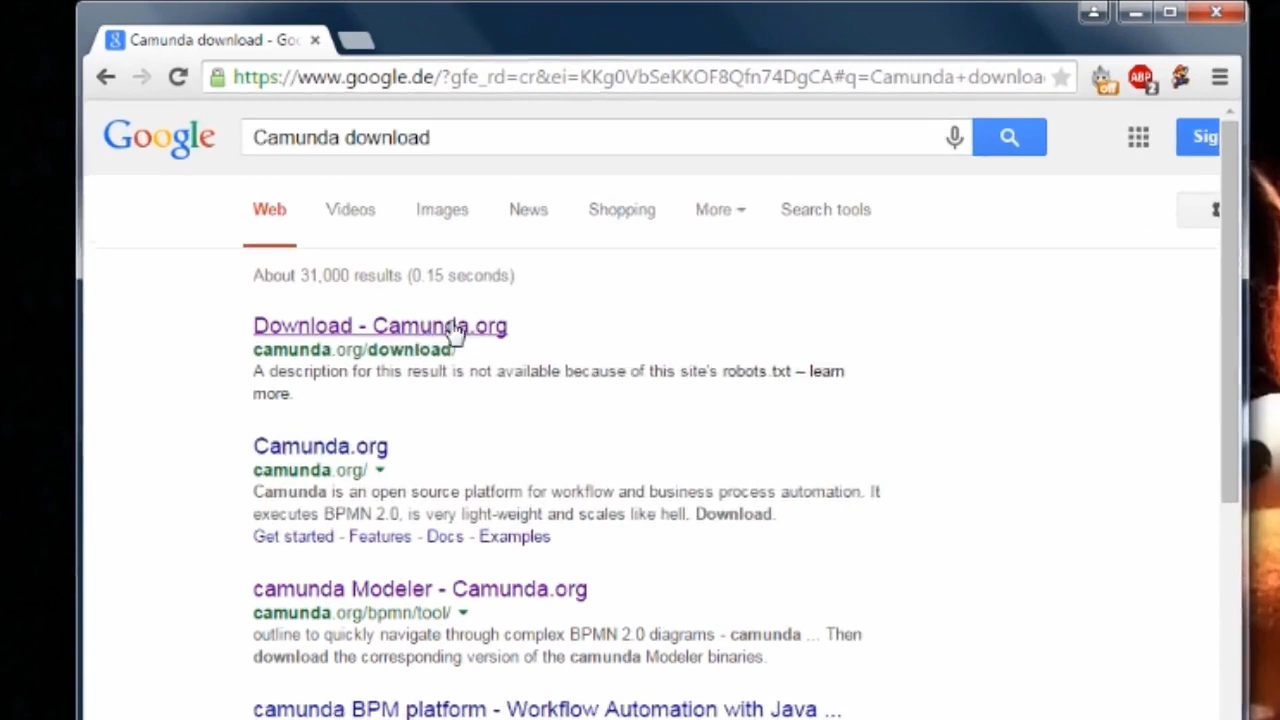 Camunda download - Goo
https://www.google.de/?gfe_rd=cr&ei=KKg0VbSeKKOF8Qfn74DgCA#q=Camunda+downloa
off
ABP
2
Google
Camunda download
Sig
Web
Videos
Images
News
Shopping
More
Search tools
About 31,000 results (0.15 seconds)
Download - Camunda.org
camunda.org/download/
A description for this result is not available because of this site's robots.txt – learn
more.
Camunda.org
camunda.org/
Camunda is an open source platform for workflow and business process automation. It
executes BPMN 2.0, is very light-weight and scales like hell. Download.
Get started - Features - Docs - Examples
camunda Modeler - Camunda.org
camunda.org/bpmn/tool/
outline to quickly navigate through complex BPMN 2.0 diagrams - camunda ... Then
download the corresponding version of the camunda Modeler binaries.
camunda BPM platform - Workflow Automation with Java ...